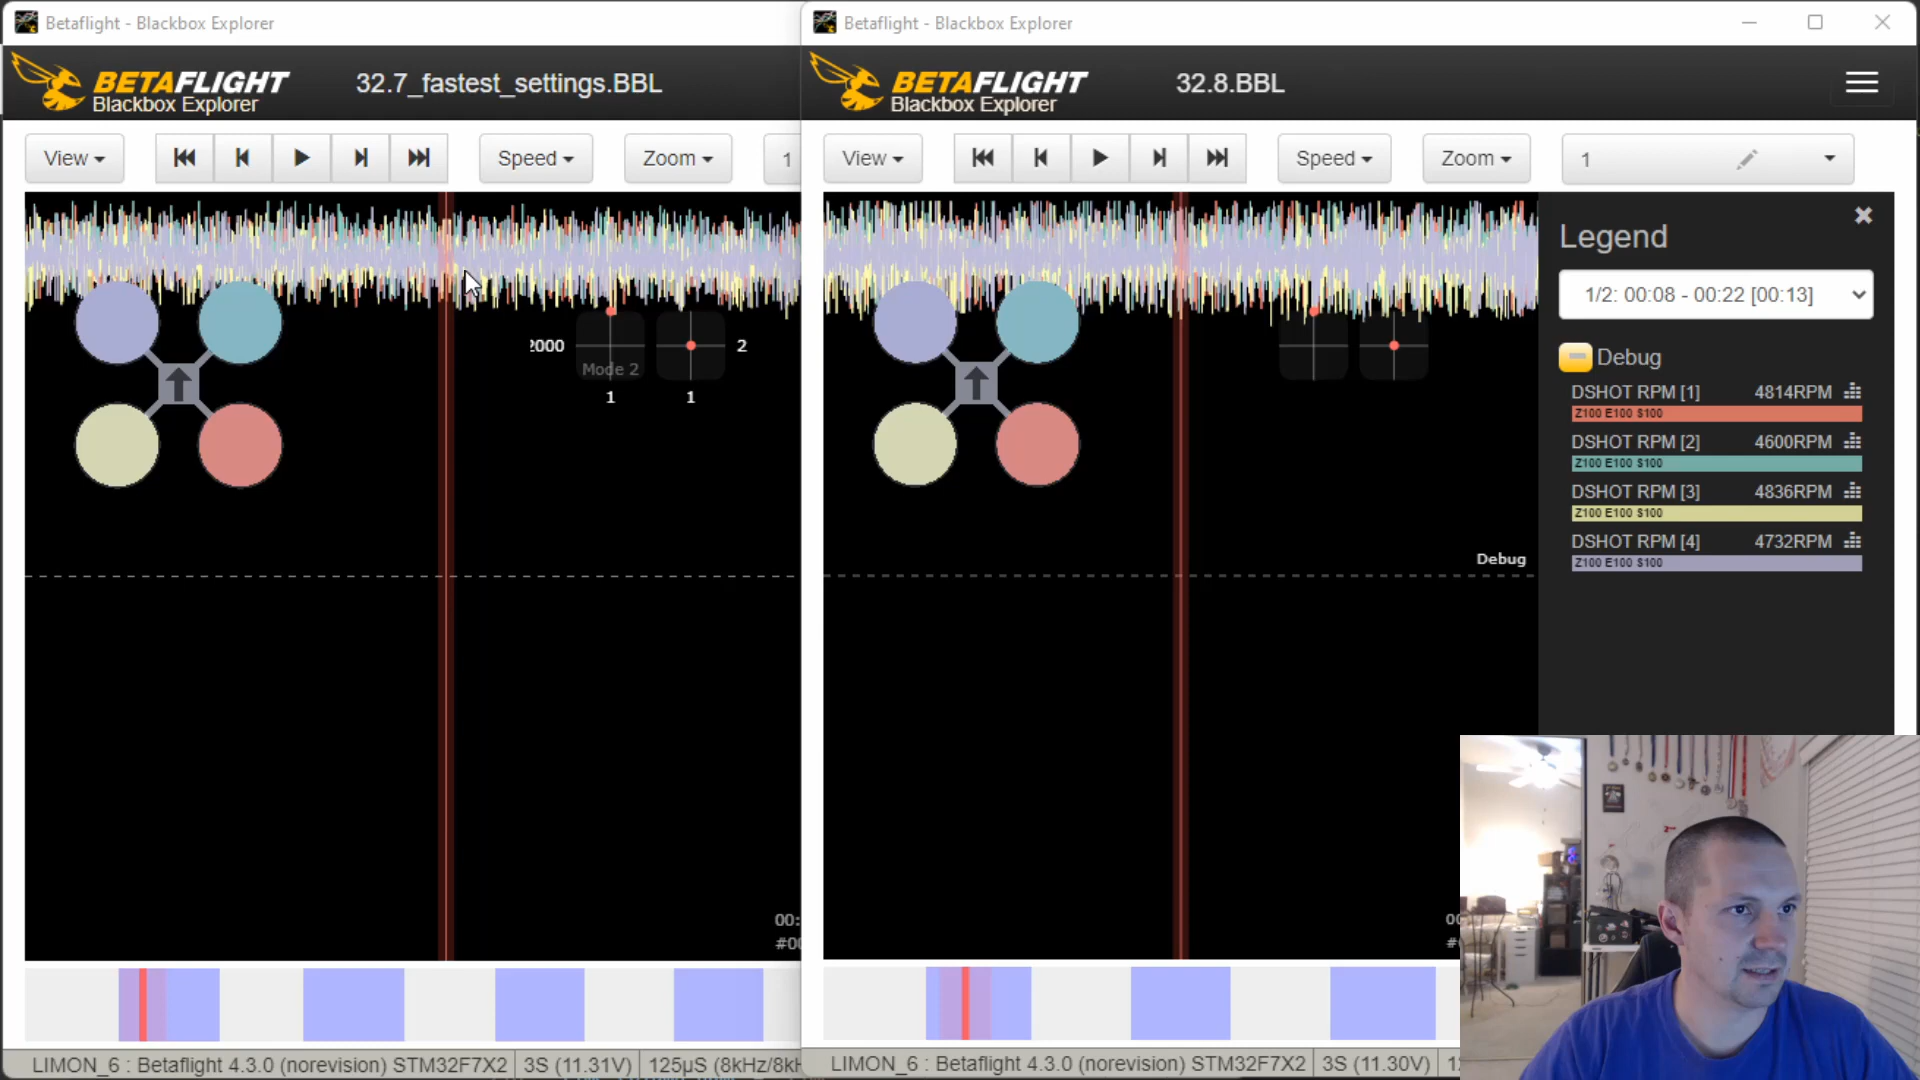 Betaflight - Blackbox Explorer
BETAFLIGHT
Blackbox Explorer
32.7_fastest_settings.BBL
View
Speed
Zoom
1
2000
Mode 2
2
1
1
00:
#00
LIMON_6 : Betaflight 4.3.0 (norevision) STM32F7X2
3S (11.31V)
125µS (8kHz/8kH
Betaflight - Blackbox Explorer
BETAFLIGHT
Blackbox Explorer
32.8.BBL
View
Speed
Zoom
1
Legend
1/2: 00:08 - 00:22 [00:13]
Debug
DSHOT RPM [1] 4814RPM
Z100 E100 S100
DSHOT RPM [2] 4600RPM
Z100 E100 S100
DSHOT RPM [3] 4836RPM
Z100 E100 S100
DSHOT RPM [4] 4732RPM
Z100 E100 S100
Debug
LIMON_6 : Betaflight 4.3.0 (norevision) STM32F7X2
3S (11.30V)